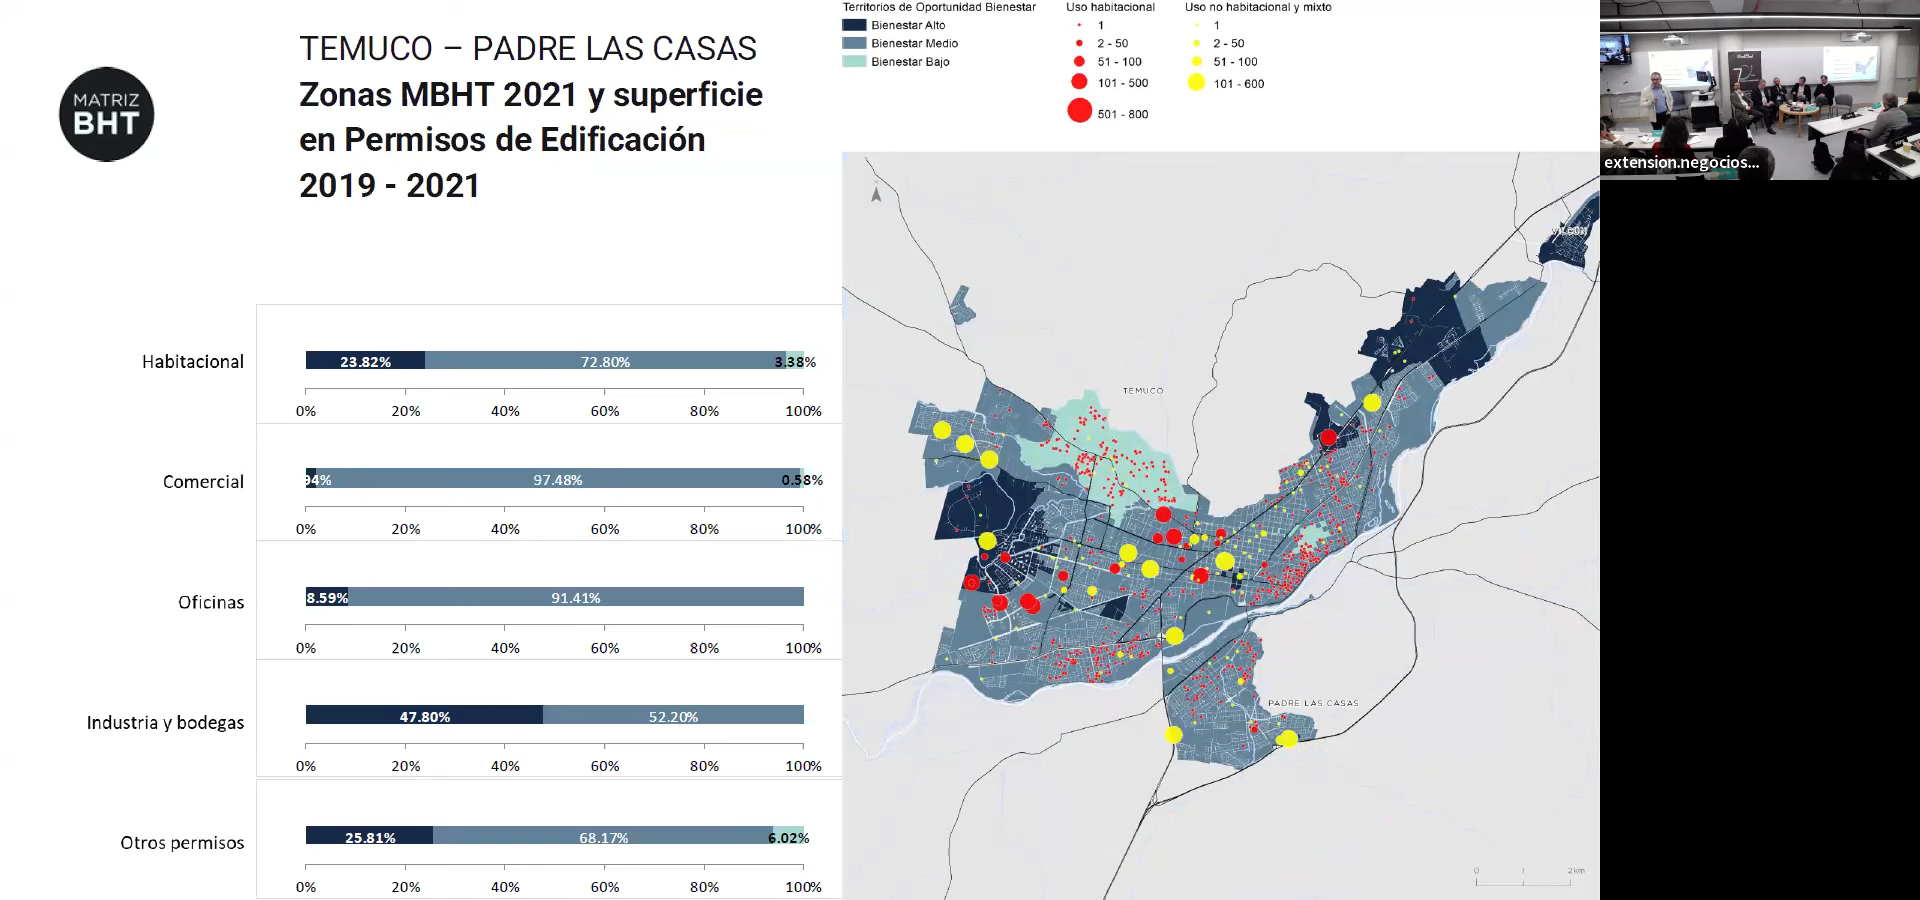 MATRIZ
BHT
TEMUCO – PADRE LAS CASAS
Zonas MBHT 2021 y superficie
en Permisos de Edificación
2019 - 2021
Habitacional
23.82% 72.80% 3.38%
0% 20% 40% 60% 80% 100%
Comercial
94% 97.48% 0.58%
0% 20% 40% 60% 80% 100%
Oficinas
8.59% 91.41%
0% 20% 40% 60% 80% 100%
Industria y bodegas
47.80% 52.20%
0% 20% 40% 60% 80% 100%
Otros permisos
25.81% 68.17% 6.02%
0% 20% 40% 60% 80% 100%
Territorios de Oportunidad Bienestar
Bienestar Alto
Bienestar Medio
Bienestar Bajo
Uso habitacional
1
2 - 50
51 - 100
101 - 500
501 - 800
Uso no habitacional y mixto
1
2 - 50
51 - 100
101 - 600
TEMUCO
PADRE LAS CASAS
0 1 2 km
extension.negocios...